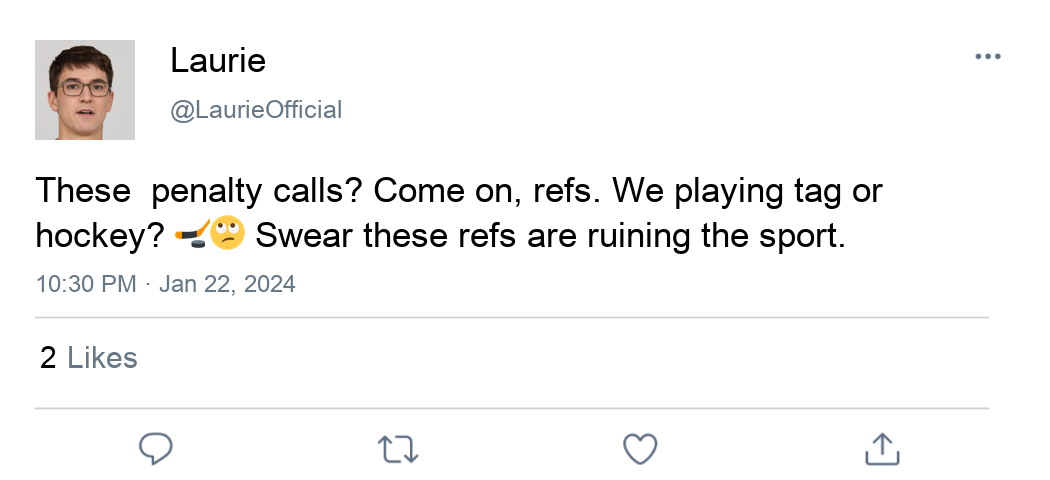 Laurie
@LaurieOfficial
These  penalty calls? Come on, refs. We playing tag or
hockey? 🏒🙄 Swear these refs are ruining the sport.
10:30 PM · Jan 22, 2024
2 Likes